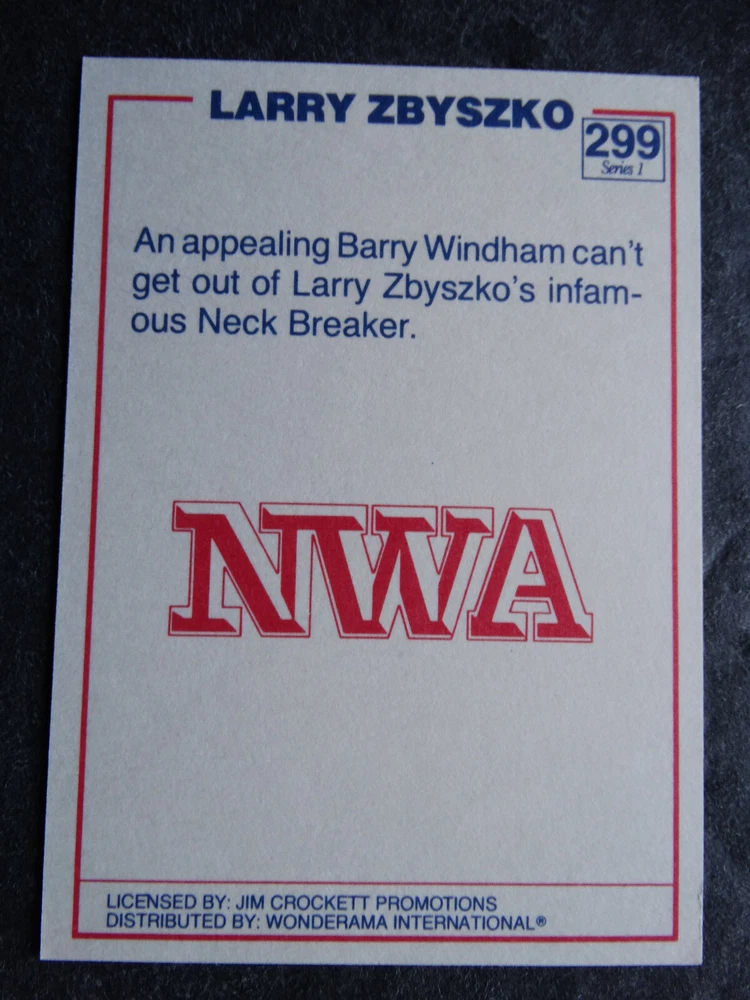 LARRY ZBYSZKO
299
Series 1
An appealing Barry Windham can't
get out of Larry Zbyszko's infam-
ous Neck Breaker.
NWA
LICENSED BY: JIM CROCKETT PROMOTIONS
DISTRIBUTED BY: WONDERAMA INTERNATIONAL®